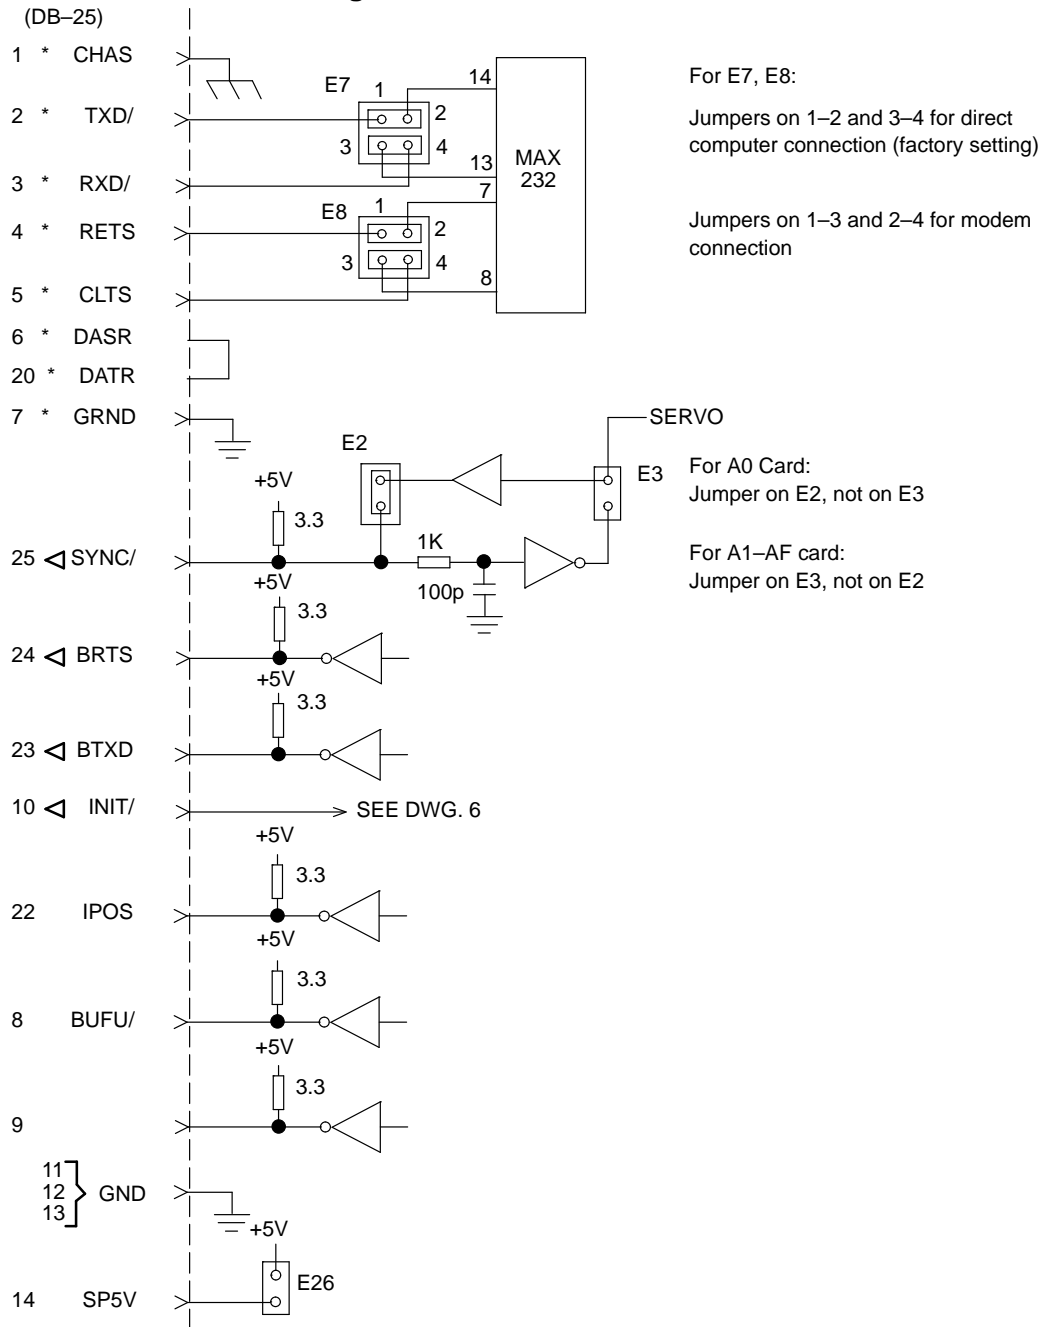 (DB–25)
1 * CHAS
2 * TXD/
3 * RXD/
4 * RETS
5 * CLTS
6 * DASR
20 * DATR
7 * GRND
25 SYNC/
24 BRTS
23 BTXD
10 INIT/
22 IPOS
8 BUFU/
9
11
12
13
GND
14 SP5V
E7
1
2
3
4
14
13
7
8
MAX
232
E8
1
2
3
4
For E7, E8:
Jumpers on 1–2 and 3–4 for direct
computer connection (factory setting)
Jumpers on 1–3 and 2–4 for modem
connection
SERVO
E2
E3
For A0 Card:
Jumper on E2, not on E3
For A1–AF card:
Jumper on E3, not on E2
+5V
3.3
1K
100p
+5V
3.3
+5V
3.3
SEE DWG. 6
+5V
3.3
+5V
3.3
+5V
3.3
+5V
E26